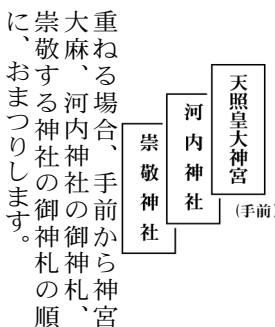 天照皇大神宮
(手前)
河内神社
崇敬神社
重ねる場合、手前から神宮
大麻、河内神社の御神札、
崇敬する神社の御神札の順
に、おまつりします。